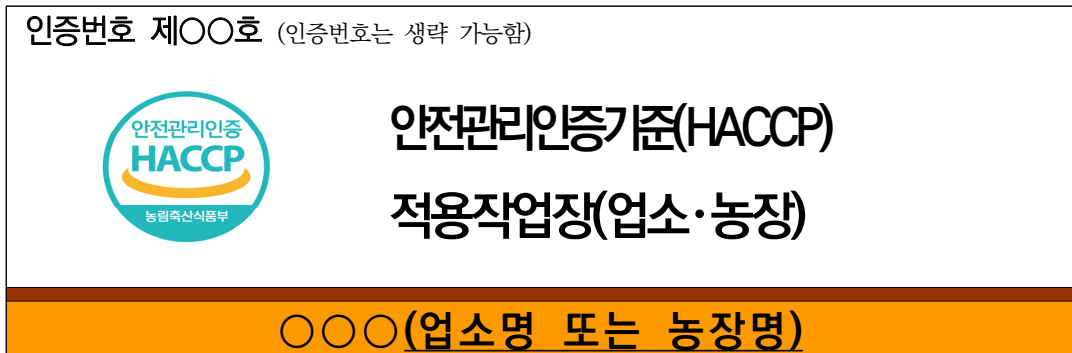 인증번호 제○○호 (인증번호는 생략 가능함)
안전관리인증
HACCP
농림축산식품부
안전관리인증기준(HACCP)
적용작업장(업소·농장)
○○○(업소명 또는 농장명)